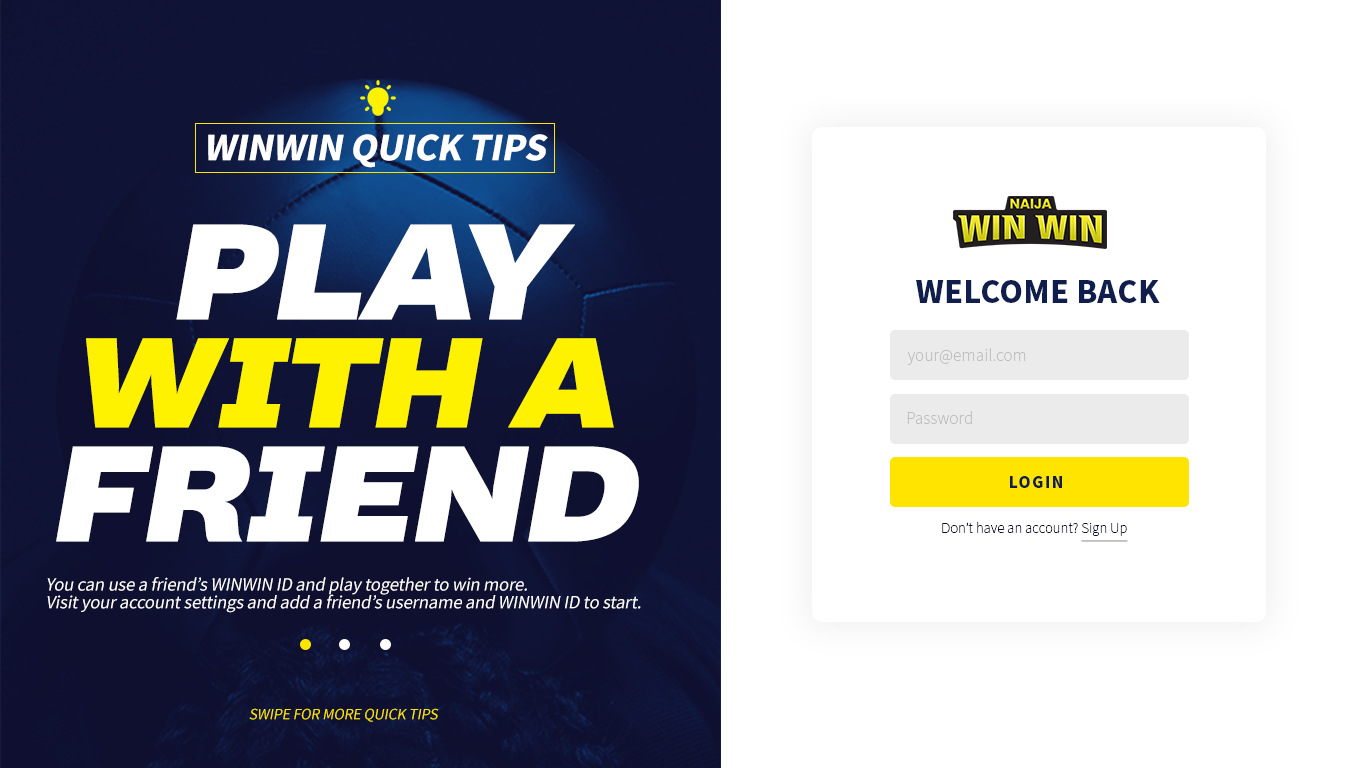 WINWIN QUICK TIPS
PLAY
WITH A
FRIEND
You can use a friend's WINWIN ID and play together to win more.
Visit your account settings and add a friend's username and WINWIN ID to start.
SWIPE FOR MORE QUICK TIPS
NAIJA
WIN WIN
WELCOME BACK
your@email.com
Password
LOGIN
Don't have an account? Sign Up